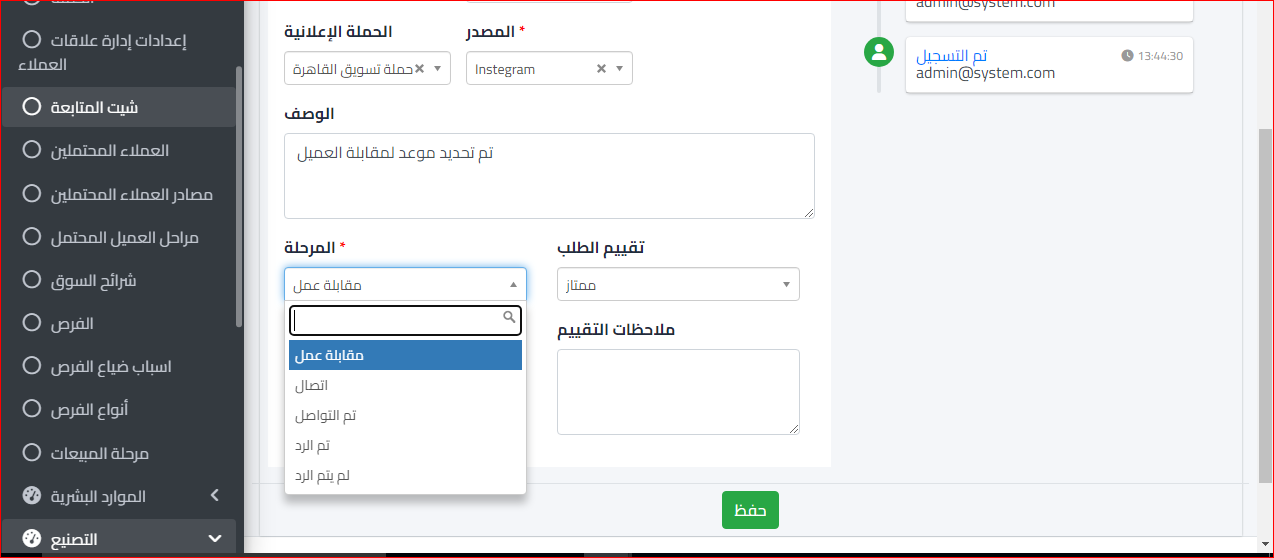 إعدادات إدارة علاقات
العملاء
شيت المتابعة
العملاء المحتملين
مصادر العملاء المحتملين
مراحل العميل المحتمل
شرائح السوق
الفرص
اسباب ضياع الفرص
أنواع الفرص
مرحلة المبيعات
الموارد البشرية
التصنيع
الحملة الإعلانية
المصدر *
حملة تسويق القاهرة
Instegram
الوصف
تم تحديد موعد لمقابلة العميل
المرحلة *
تقييم الطلب
مقابلة عمل
ممتاز
مقابلة عمل
اتصال
تم التواصل
تم الرد
لم يتم الرد
ملاحظات التقييم
حفظ
admin@system.com
تم التسجيل
13:44:30
admin@system.com